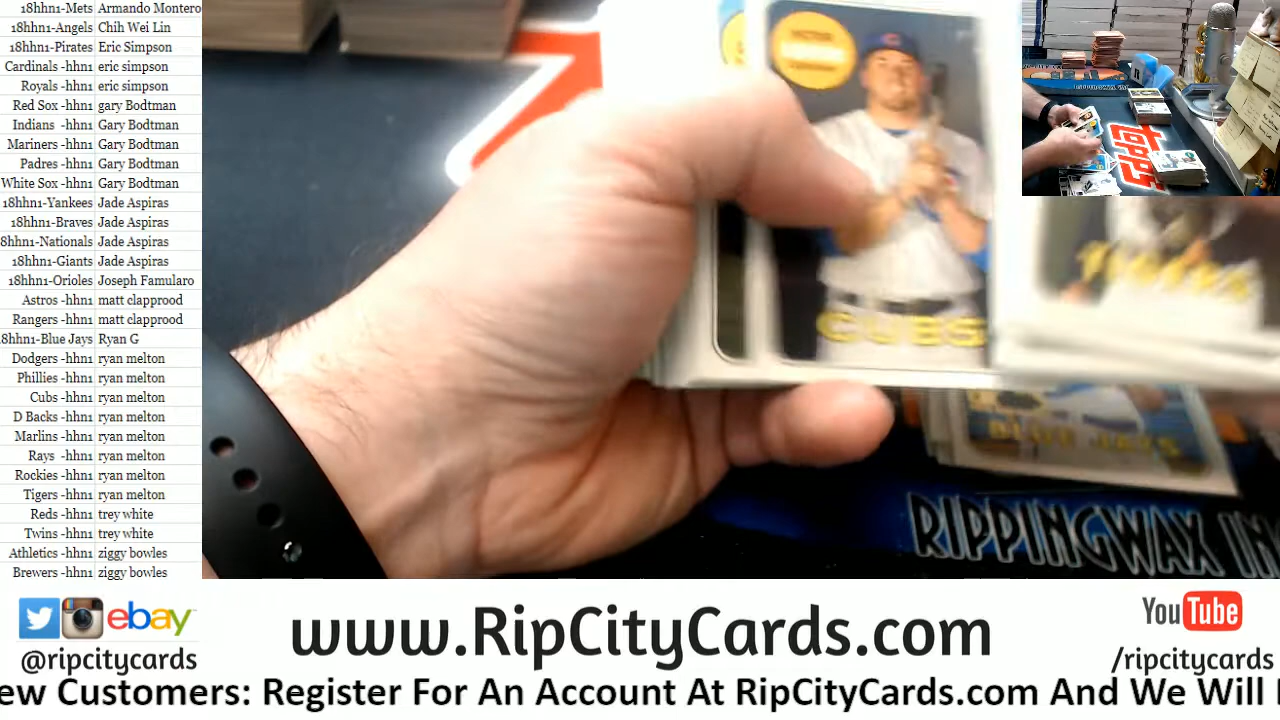 18hhn1-Mets Armando Montero
18hhn1-Angels Chih Wei Lin
18hhn1-Pirates Eric Simpson
Cardinals -hhn1 eric simpson
Royals -hhn1 eric simpson
Red Sox -hhn1 gary Bodtman
Indians -hhn1 Gary Bodtman
Mariners -hhn1 Gary Bodtman
Padres -hhn1 Gary Bodtman
White Sox -hhn1 Gary Bodtman
18hhn1-Yankees Jade Aspiras
18hhn1-Braves Jade Aspiras
8hhn1-Nationals Jade Aspiras
18hhn1-Giants Jade Aspiras
18hhn1-Orioles Joseph Famularo
Astros -hhn1 matt clapprood
Rangers -hhn1 matt clapprood
8hhn1-Blue Jays Ryan G
Dodgers -hhn1 ryan melton
Phillies -hhn1 ryan melton
Cubs -hhn1 ryan melton
D Backs -hhn1 ryan melton
Marlins -hhn1 ryan melton
Rays -hhn1 ryan melton
Rockies -hhn1 ryan melton
Tigers -hhn1 ryan melton
Reds -hhn1 trey white
Twins -hhn1 trey white
Athletics -hhn1 ziggy bowles
Brewers -hhn1 ziggy bowles
CUBS
BLUE JAYS
RIPPINGWAX IN
topps
ebay
@ripcitycards
www.RipCityCards.com
YouTube
/ripcitycards
ew Customers: Register For An Account At RipCityCards.com And We Will